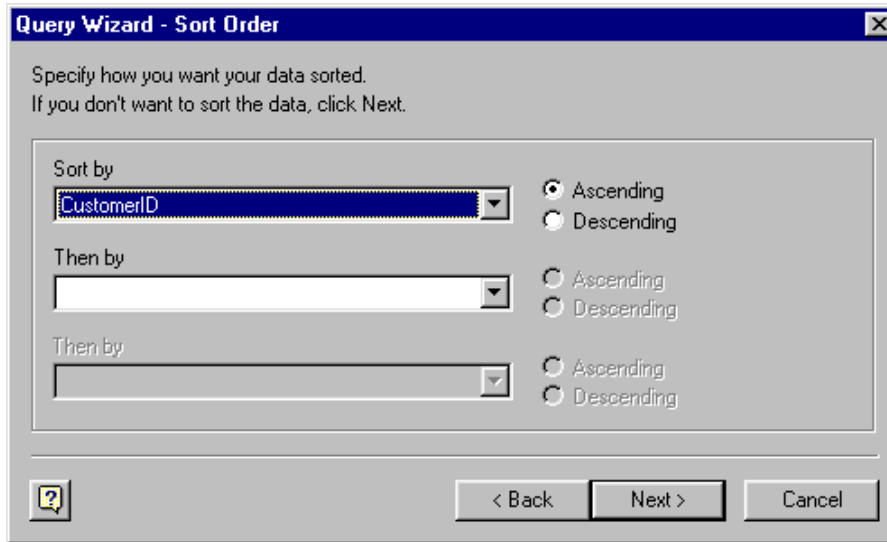 Query Wizard - Sort Order
Specify how you want your data sorted.
If you don't want to sort the data, click Next.
Sort by
CustomerID
Ascending
Descending
Then by
Ascending
Descending
Then by
Ascending
Descending
?
< Back
Next >
Cancel